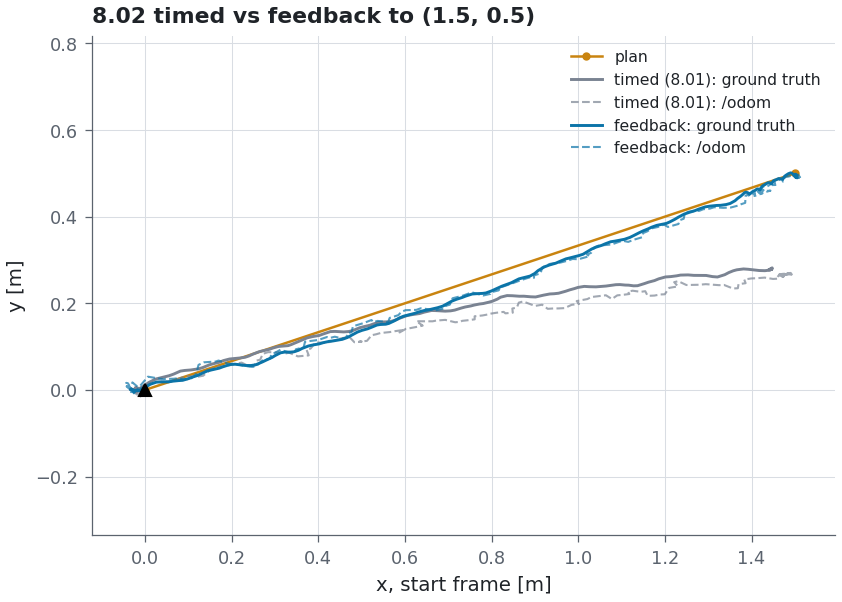 8.02 timed vs feedback to (1.5, 0.5)
plan
timed (8.01): ground truth
timed (8.01): /odom
feedback: ground truth
feedback: /odom
y [m]
0.8
0.6
0.4
0.2
0.0
−0.2
0.0 0.2 0.4 0.6 0.8 1.0 1.2 1.4
x, start frame [m]